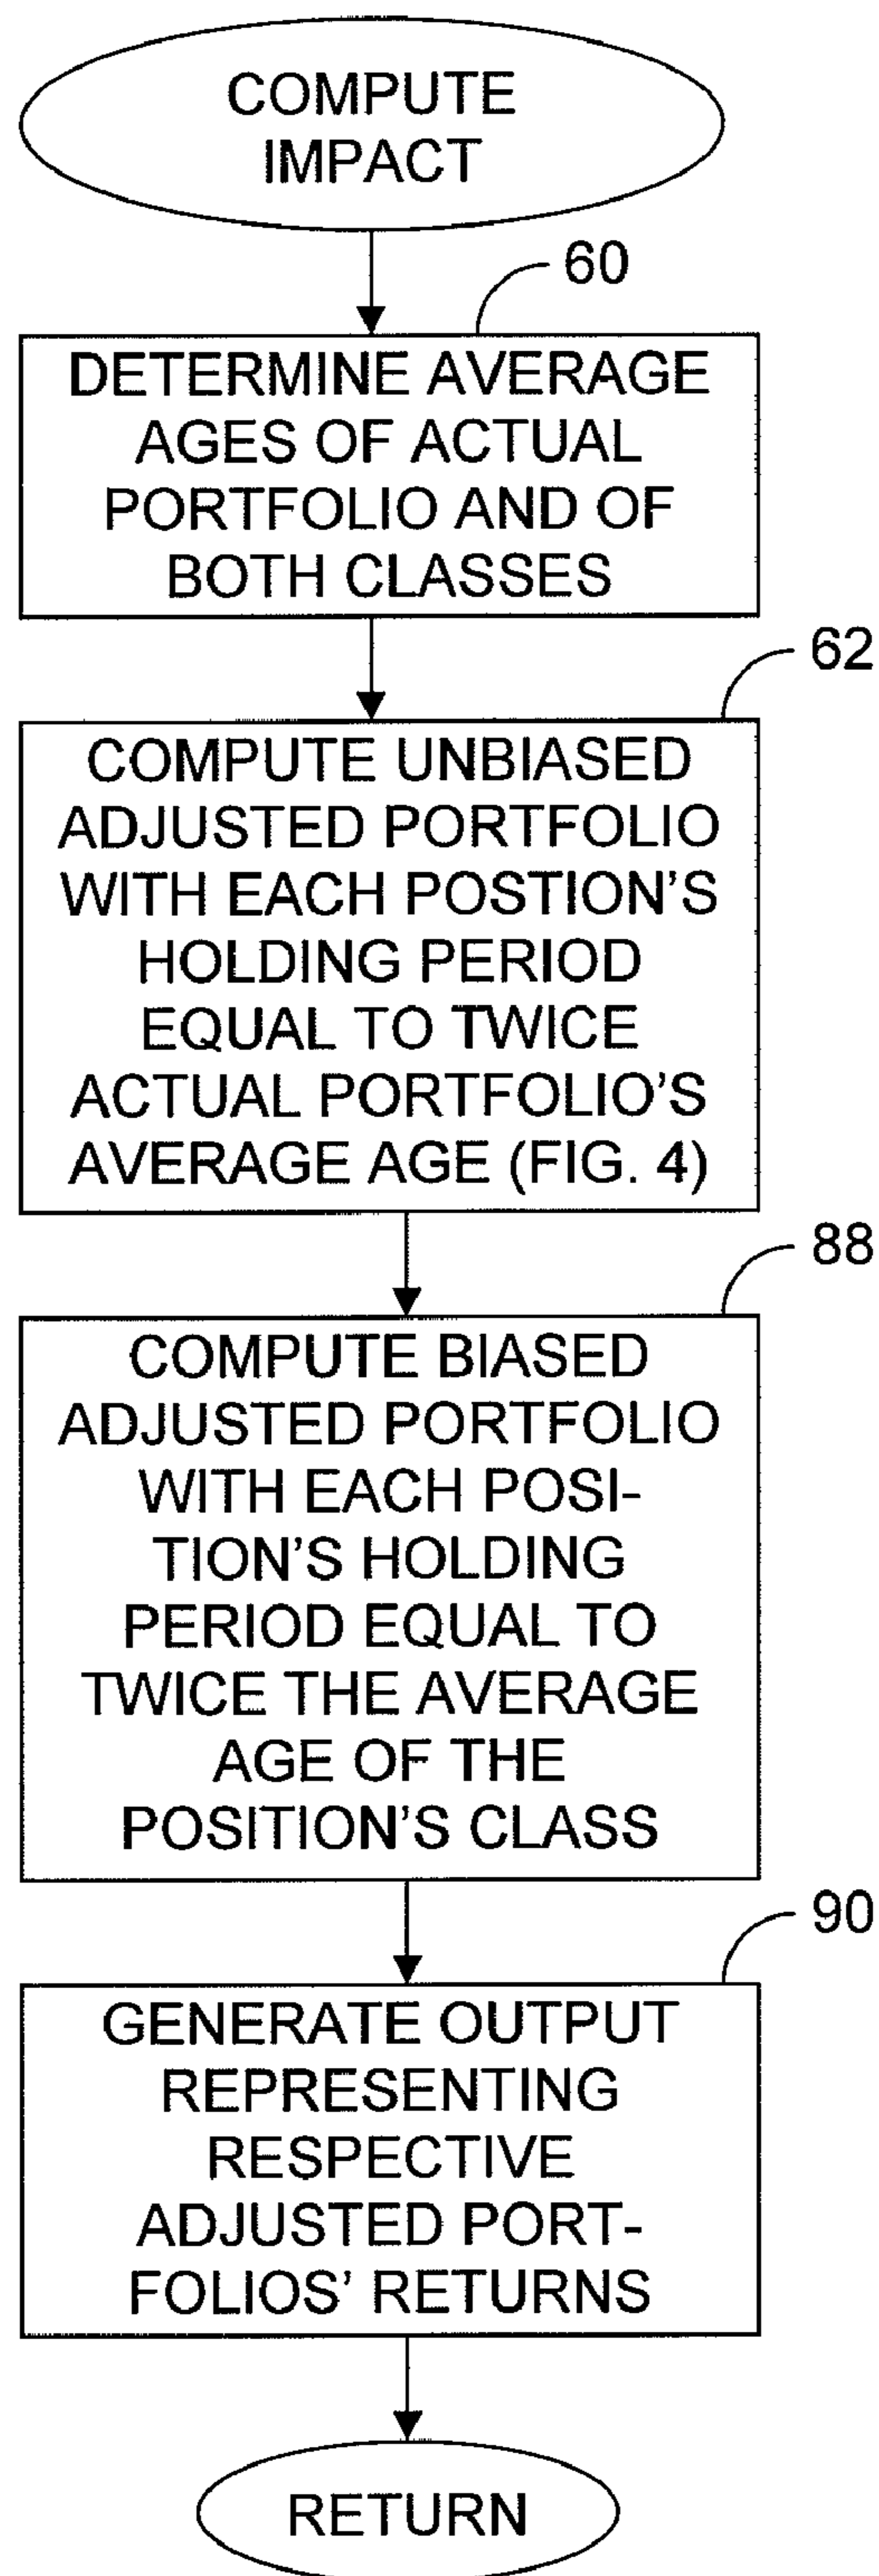 COMPUTE
IMPACT
60
DETERMINE AVERAGE
AGES OF ACTUAL
PORTFOLIO AND OF
BOTH CLASSES
62
COMPUTE UNBIASED
ADJUSTED PORTFOLIO
WITH EACH POSTION'S
HOLDING PERIOD
EQUAL TO TWICE
ACTUAL PORTFOLIO'S
AVERAGE AGE (FIG. 4)
88
COMPUTE BIASED
ADJUSTED PORTFOLIO
WITH EACH POSI-
TION'S HOLDING
PERIOD EQUAL TO
TWICE THE AVERAGE
AGE OF THE
POSITION'S CLASS
90
GENERATE OUTPUT
REPRESENTING
RESPECTIVE
ADJUSTED PORT-
FOLIOS' RETURNS
RETURN